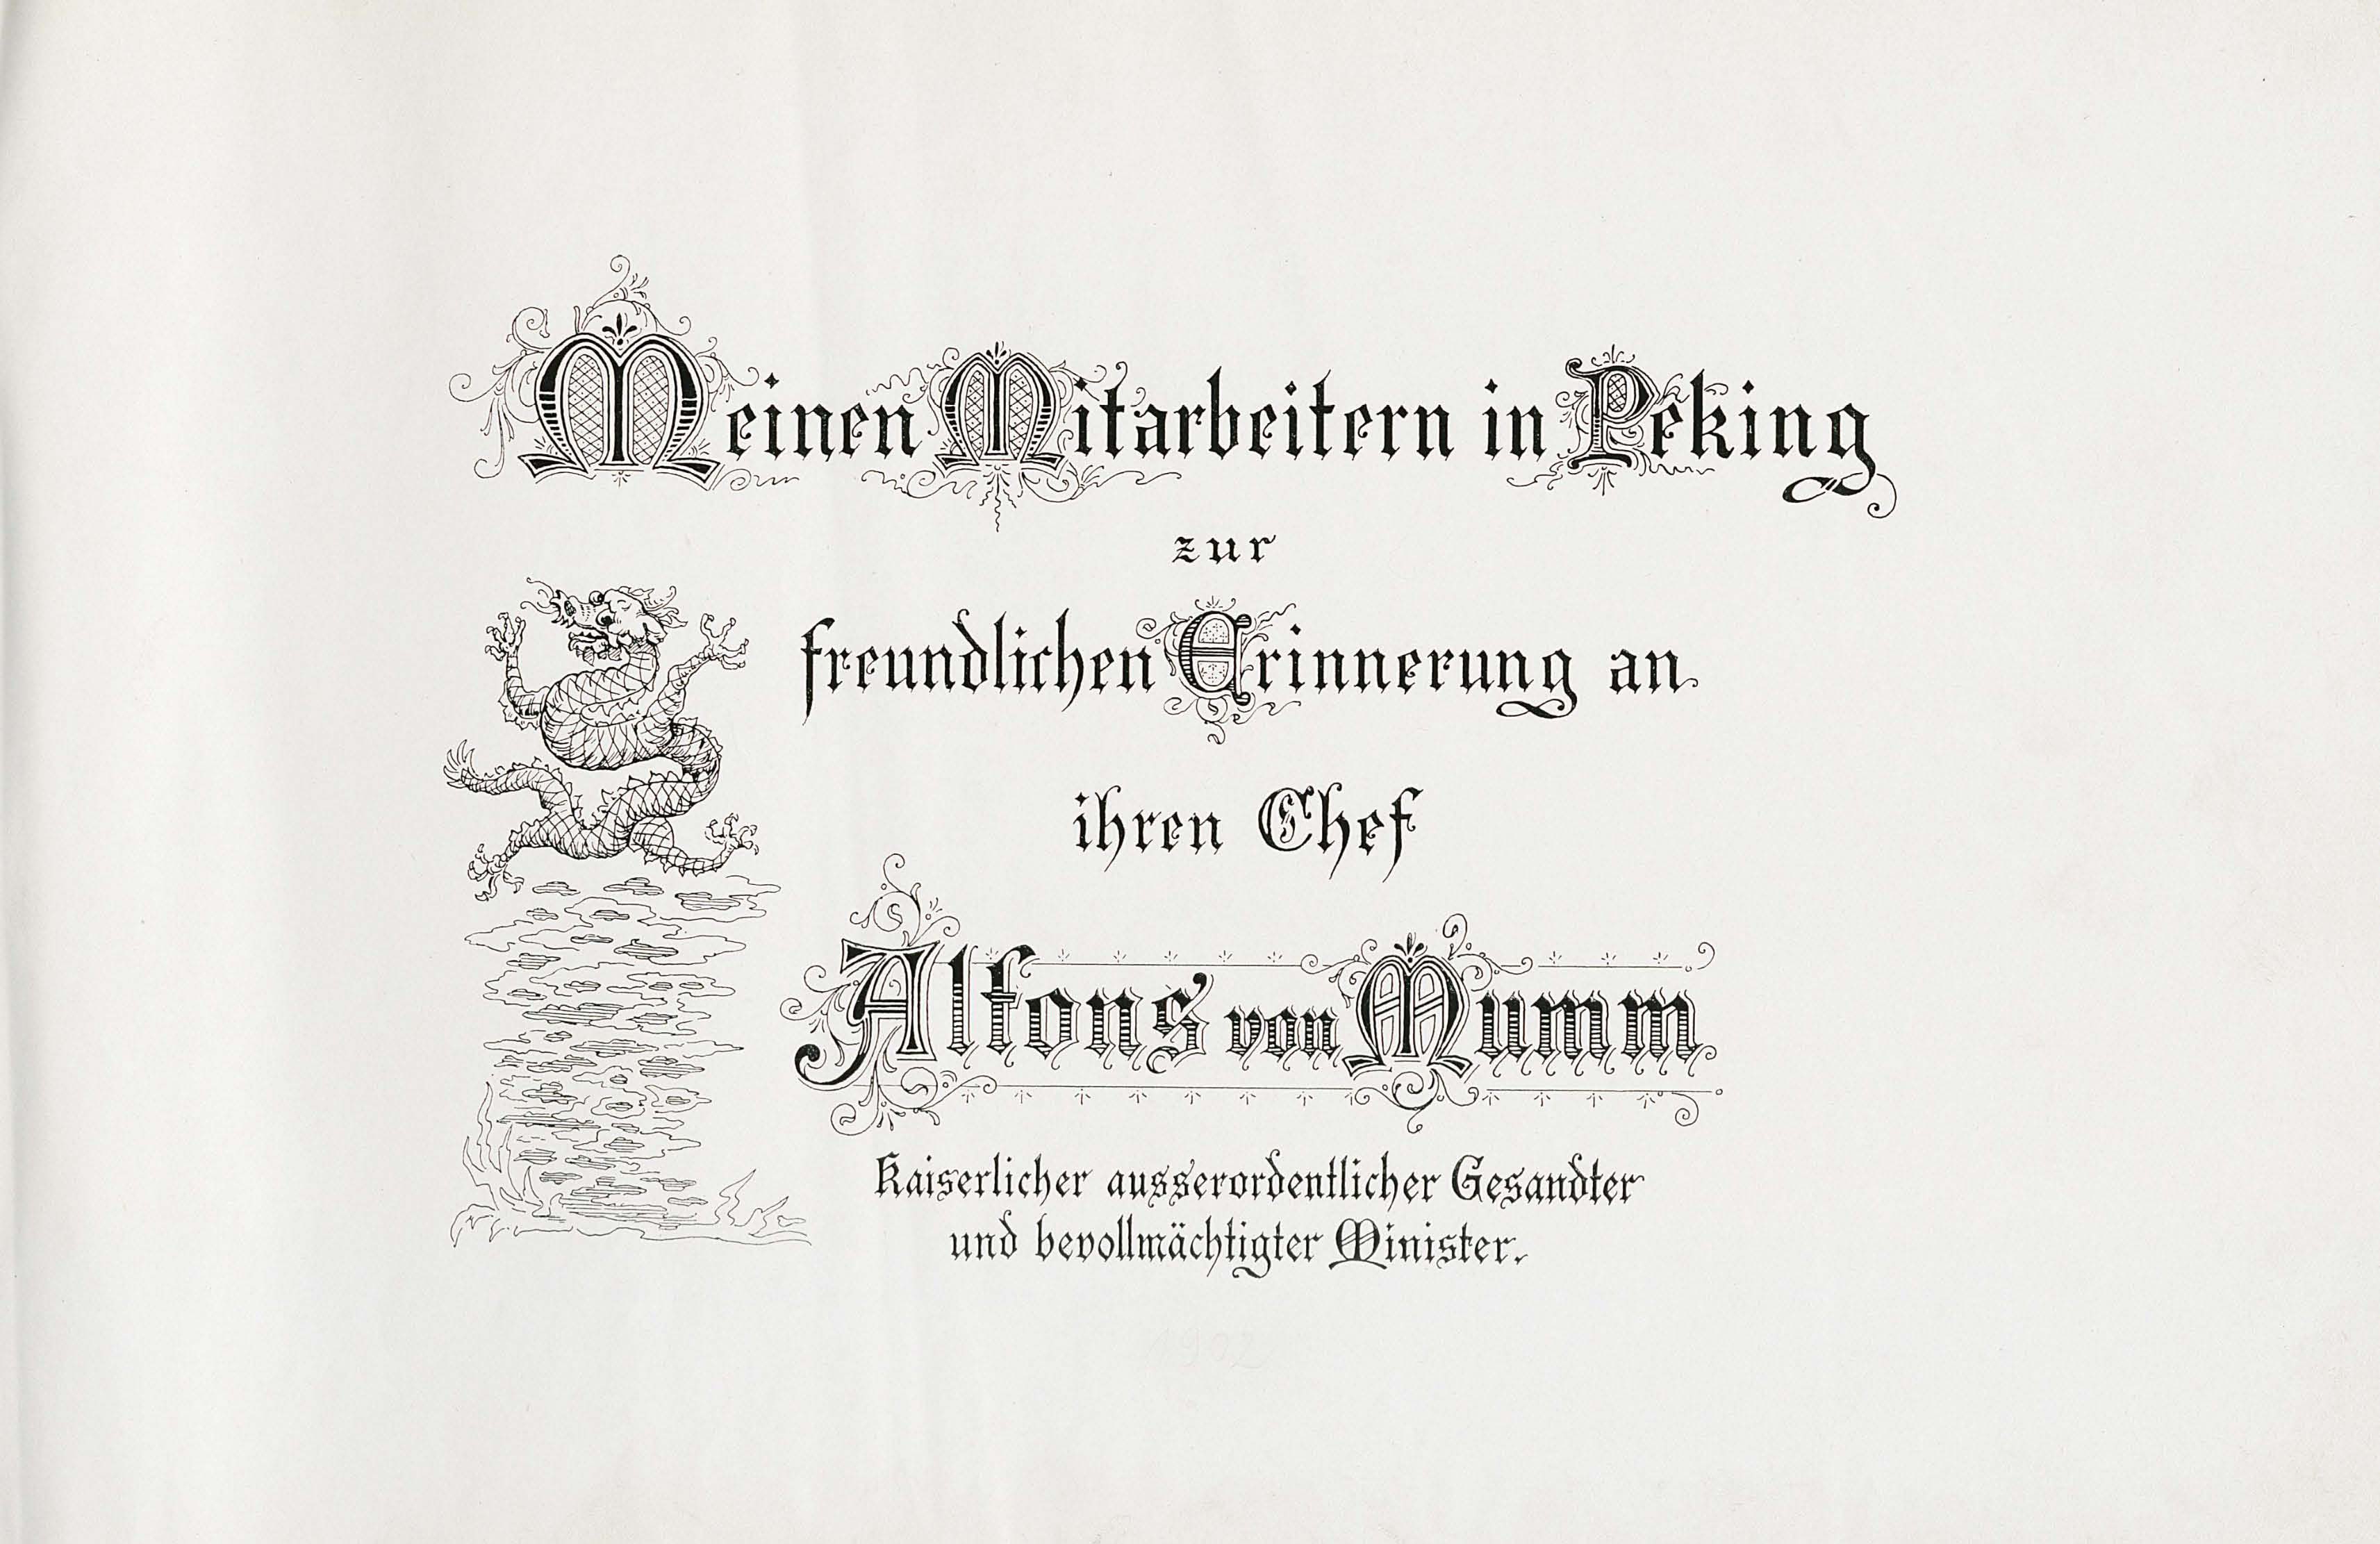 Meinen Mitarbeitern in Peking
zur
freundlichen Erinnerung an
ihren Chef
Alfons von Mumm
Kaiserlicher ausserordentlicher Gesandter
und bevollmächtigter Minister.
1902